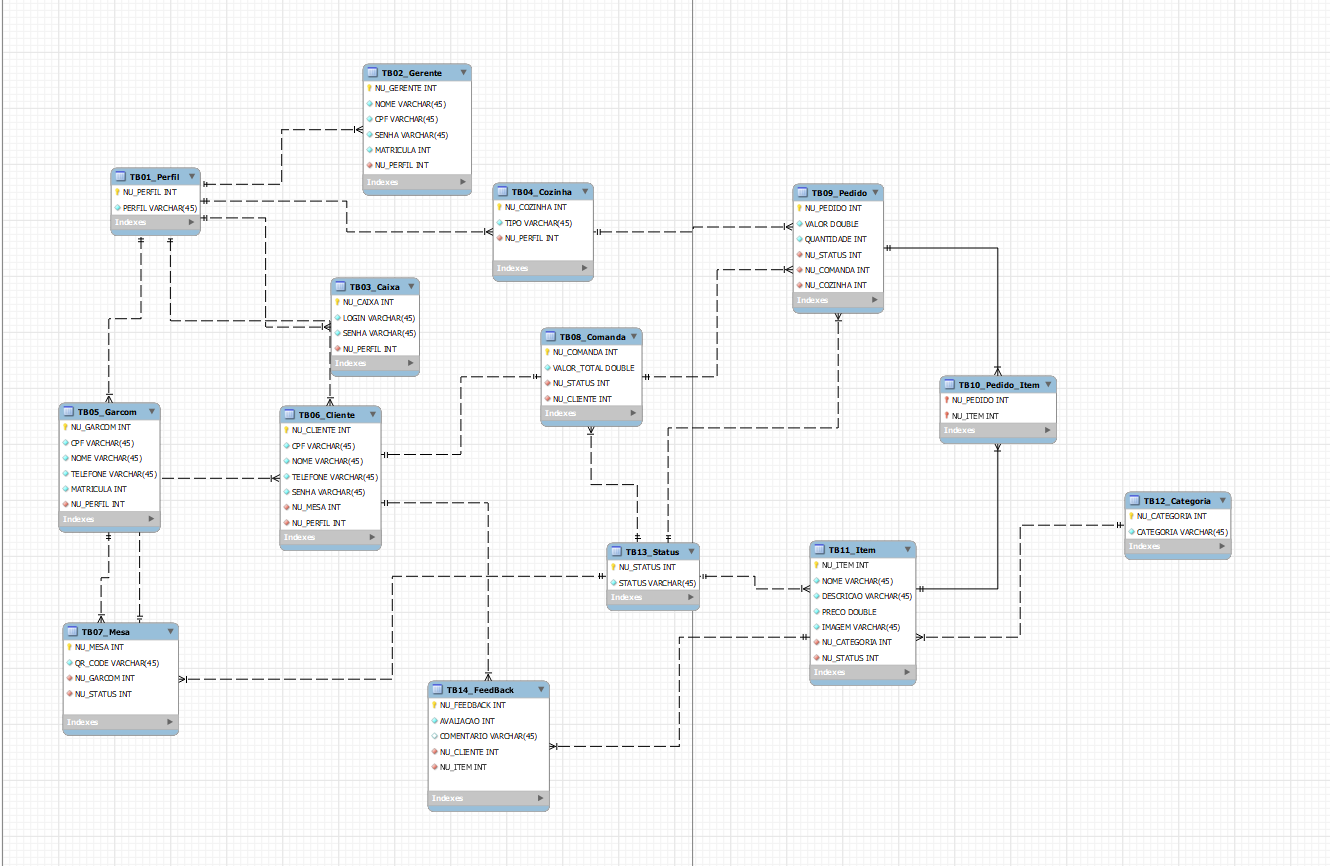 TB02_Gerente
NU_GERENTE INT
NOME VARCHAR(45)
CPF VARCHAR(45)
SENHA VARCHAR(45)
MATRICULA INT
NU_PERFIL INT
Indexes
TB01_Perfil
NU_PERFIL INT
PERFIL VARCHAR(45)
Indexes
TB04_Cozinha
NU_COZINHA INT
TIPO VARCHAR(45)
NU_PERFIL INT
Indexes
TB09_Pedido
NU_PEDIDO INT
VALOR DOUBLE
QUANTIDADE INT
NU_STATUS INT
NU_COMANDA INT
NU_COZINHA INT
Indexes
TB03_Caixa
NU_CAIXA INT
LOGIN VARCHAR(45)
SENHA VARCHAR(45)
NU_PERFIL INT
Indexes
TB08_Comanda
NU_COMANDA INT
VALOR_TOTAL DOUBLE
NU_STATUS INT
NU_CLIENTE INT
Indexes
TB10_Pedido_Item
NU_PEDIDO INT
NU_ITEM INT
Indexes
TB05_Garcom
NU_GARCOM INT
CPF VARCHAR(45)
NOME VARCHAR(45)
TELEFONE VARCHAR(45)
MATRICULA INT
NU_PERFIL INT
Indexes
TB06_Cliente
NU_CLIENTE INT
CPF VARCHAR(45)
NOME VARCHAR(45)
TELEFONE VARCHAR(45)
SENHA VARCHAR(45)
NU_MESA INT
NU_PERFIL INT
Indexes
TB12_Categoria
NU_CATEGORIA INT
CATEGORIA VARCHAR(45)
Indexes
TB13_Status
NU_STATUS INT
STATUS VARCHAR(45)
Indexes
TB11_Item
NU_ITEM INT
NOME VARCHAR(45)
DESCRICAO VARCHAR(45)
PRECO DOUBLE
IMAGEM VARCHAR(45)
NU_CATEGORIA INT
NU_STATUS INT
Indexes
TB07_Mesa
NU_MESA INT
QR_CODE VARCHAR(45)
NU_GARCOM INT
NU_STATUS INT
Indexes
TB14_FeedBack
NU_FEEDBACK INT
AVALIACAO INT
COMENTARIO VARCHAR(45)
NU_CLIENTE INT
NU_ITEM INT
Indexes